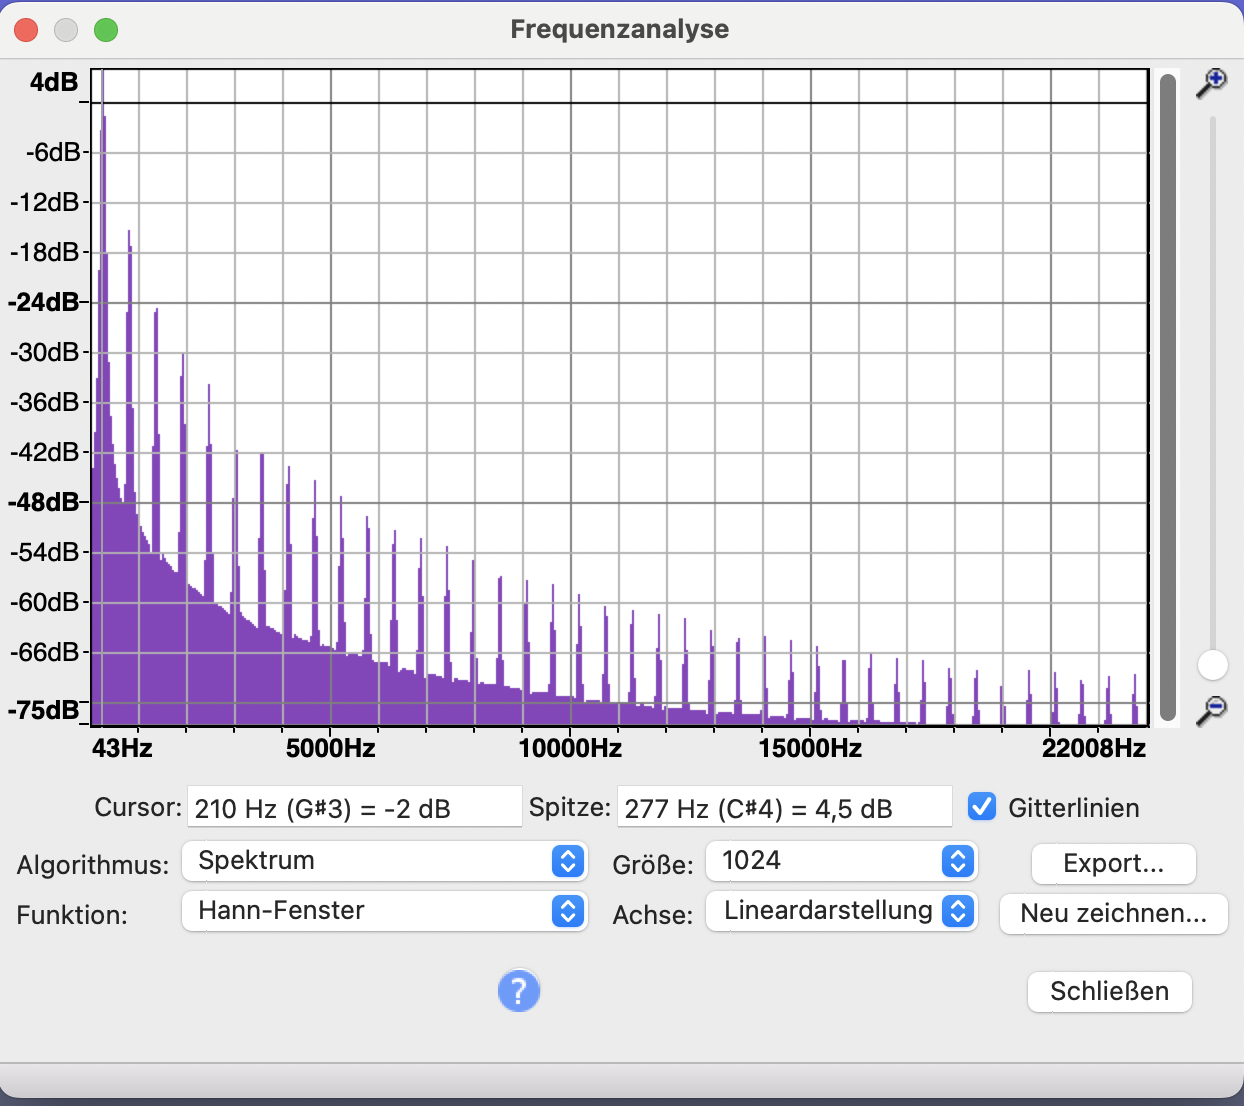 Frequenzanalyse
4dB
-6dB
-12dB
-18dB
-24dB
-30dB
-36dB
-42dB
-48dB
-54dB
-60dB
-66dB
-75dB
43Hz 5000Hz 10000Hz 15000Hz 22008Hz
Cursor: 210 Hz (G♯3) = -2 dB Spitze: 277 Hz (C♯4) = 4,5 dB Gitterlinien
Algorithmus: Spektrum Größe: 1024 Export...
Funktion: Hann-Fenster Achse: Lineardarstellung Neu zeichnen...
?
Schließen